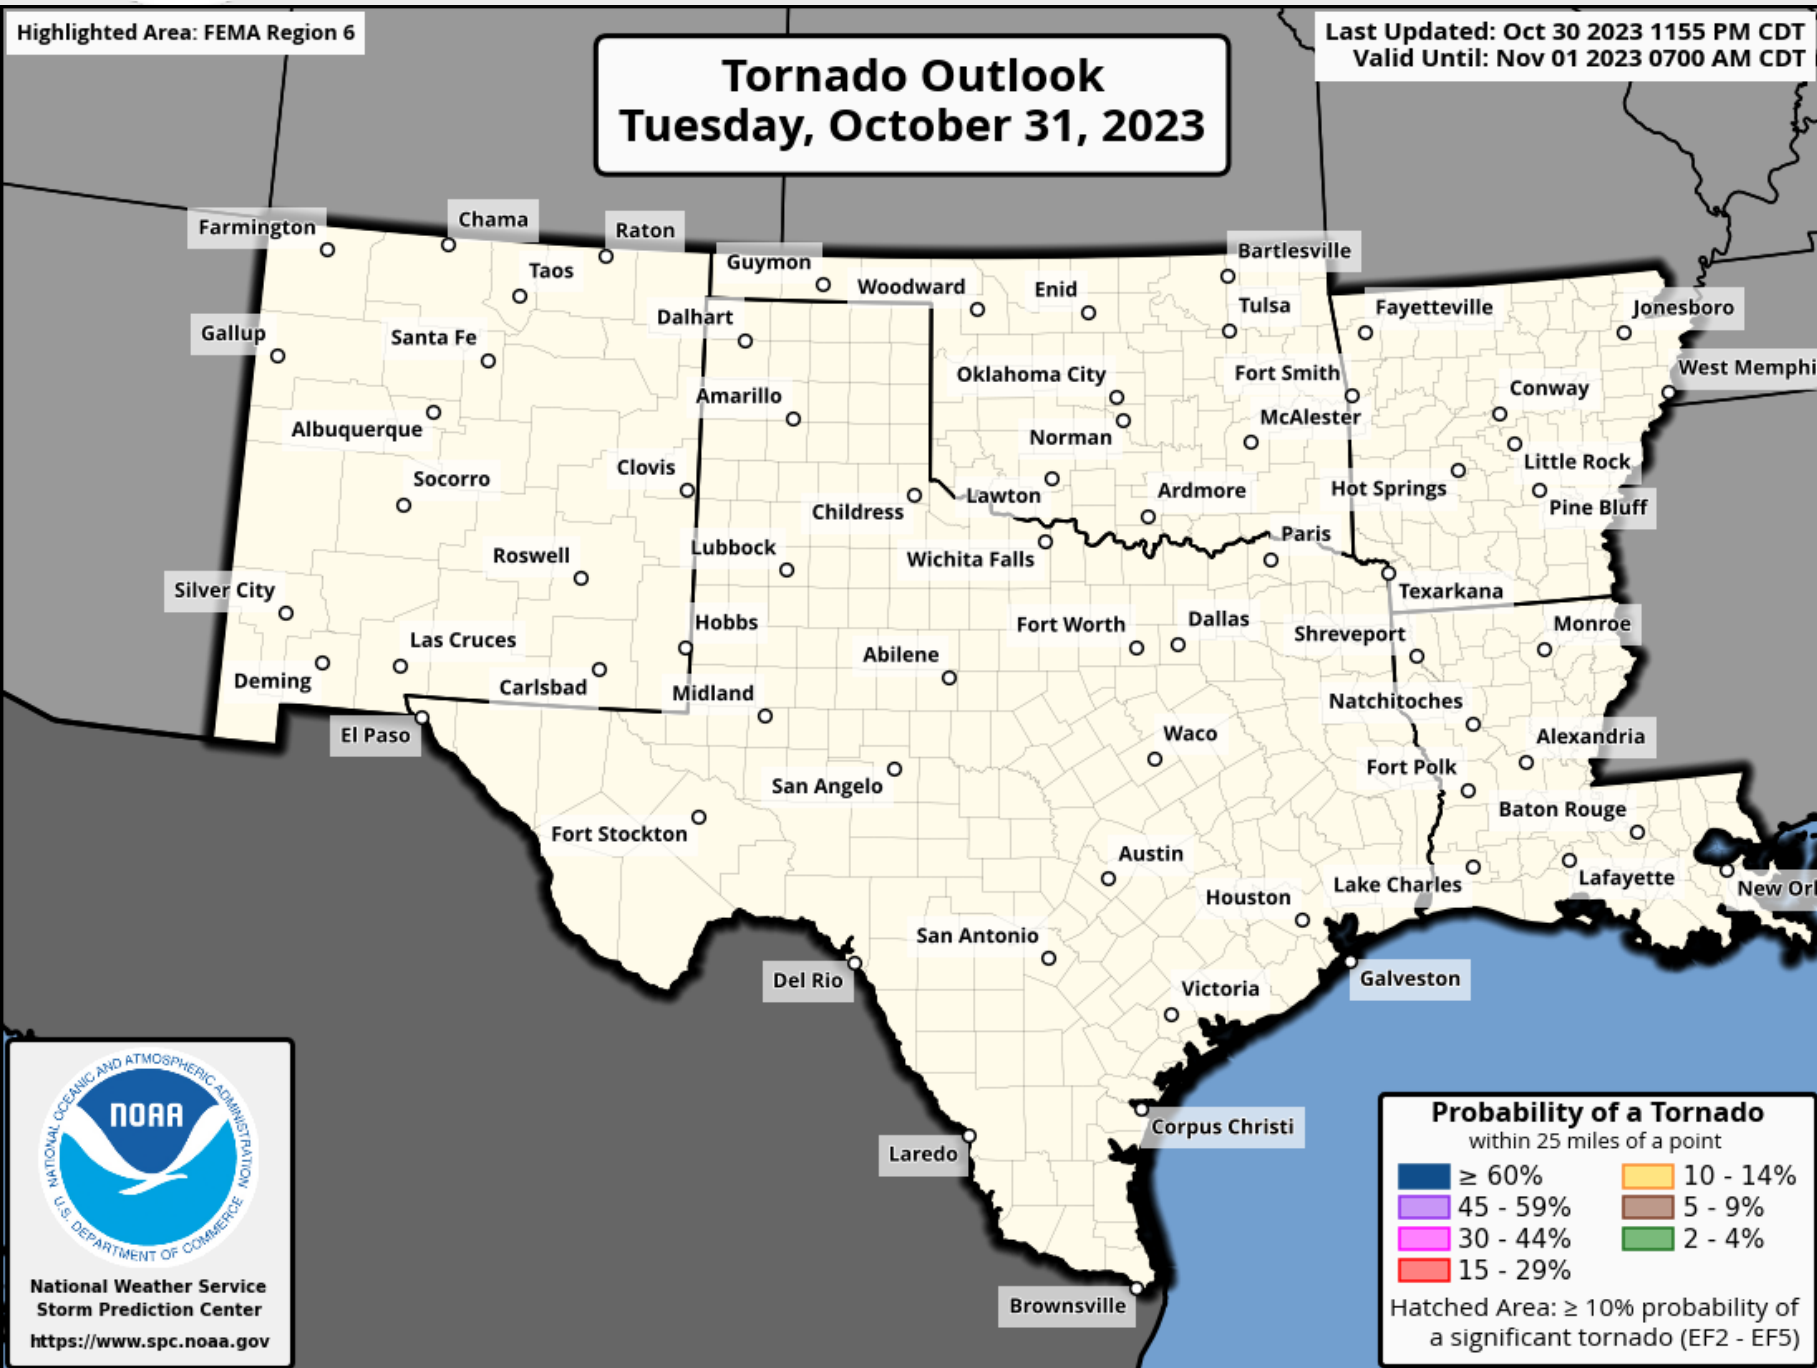 Highlighted Area: FEMA Region 6
Last Updated: Oct 30 2023 1155 PM CDT
Valid Until: Nov 01 2023 0700 AM CDT
Tornado Outlook
Tuesday, October 31, 2023
Farmington
Chama
Raton
Taos
Guymon
Woodward
Enid
Bartlesville
Tulsa
Fayetteville
Jonesboro
Gallup
Santa Fe
Dalhart
Oklahoma City
Fort Smith
West Memphi
Albuquerque
Amarillo
Norman
McAlester
Conway
Socorro
Clovis
Childress
Lawton
Ardmore
Hot Springs
Little Rock
Pine Bluff
Roswell
Lubbock
Wichita Falls
Paris
Texarkana
Silver City
Las Cruces
Hobbs
Abilene
Fort Worth
Dallas
Shreveport
Monroe
Deming
Carlsbad
Midland
Natchitoches
El Paso
San Angelo
Waco
Fort Polk
Alexandria
Fort Stockton
Austin
Baton Rouge
Houston
Lake Charles
Lafayette
New Orl
San Antonio
Del Rio
Victoria
Galveston
Laredo
Corpus Christi
Brownsville
NATIONAL OCEANIC AND ATMOSPHERIC ADMINISTRATION
NOAA
U.S. DEPARTMENT OF COMMERCE
National Weather Service
Storm Prediction Center
https://www.spc.noaa.gov
Probability of a Tornado
within 25 miles of a point
≥ 60%
10 - 14%
45 - 59%
5 - 9%
30 - 44%
2 - 4%
15 - 29%
Hatched Area: ≥ 10% probability of
a significant tornado (EF2 - EF5)